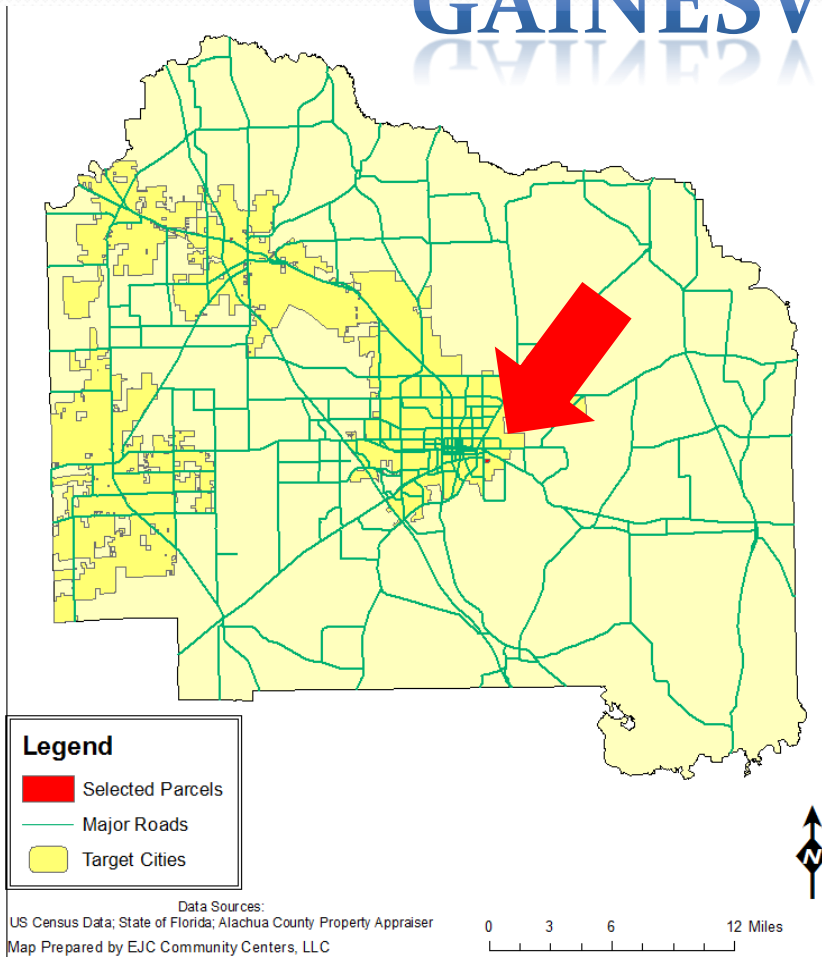 GAINESV
Legend
Selected Parcels
Major Roads
Target Cities
N
Data Sources:
US Census Data; State of Florida; Alachua County Property Appraiser
Map Prepared by EJC Community Centers, LLC
0 3 6 12 Miles